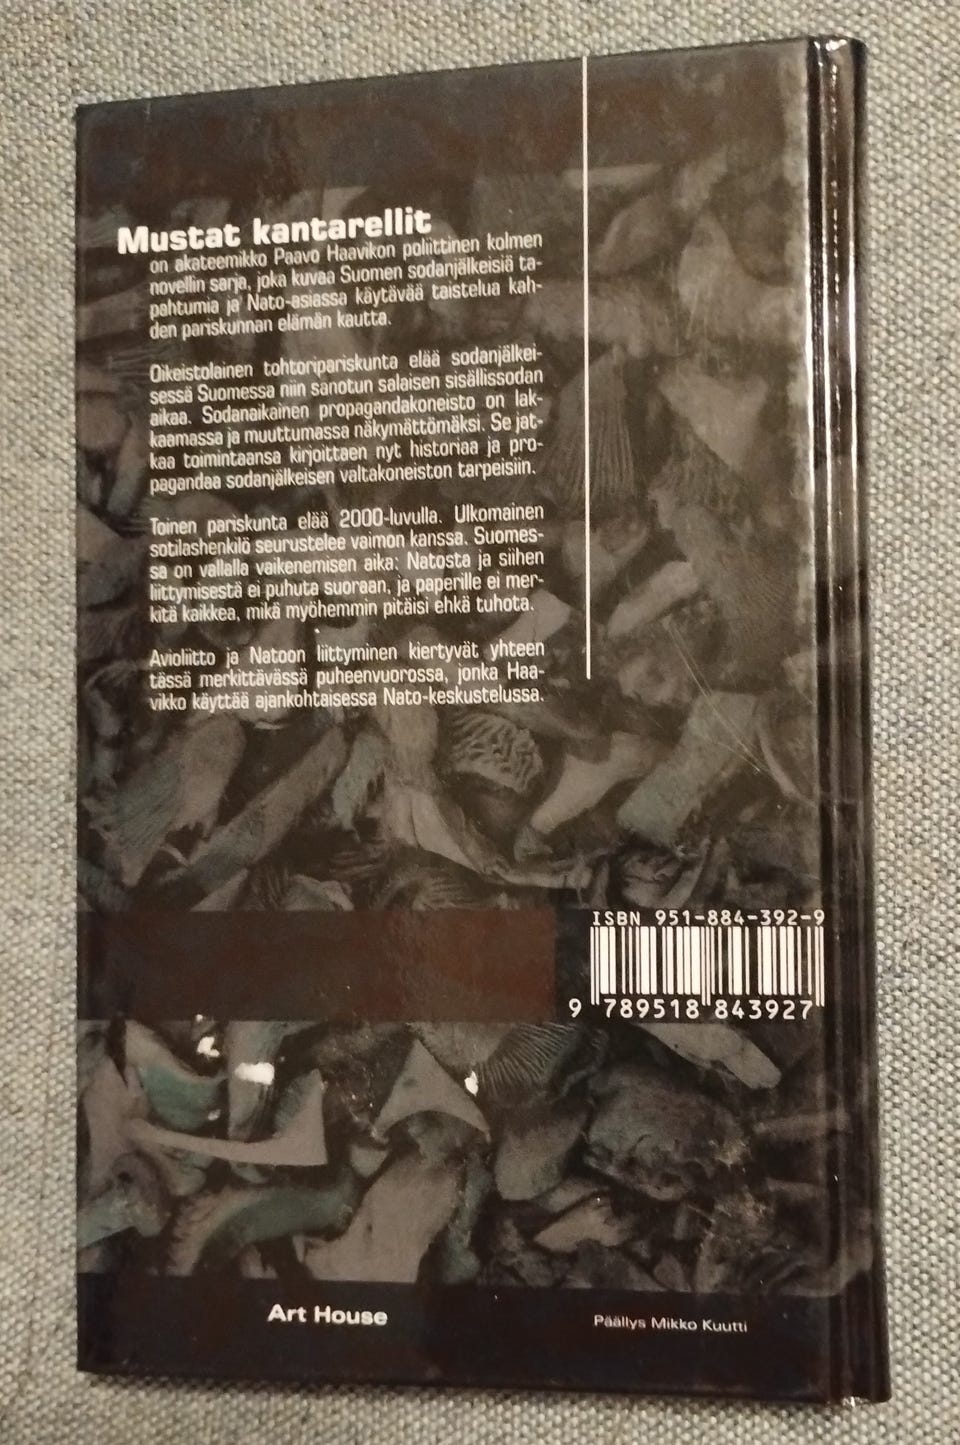 Mustat kantarellit
on akateemikko Paavo Haavikon poliittinen kolmen
novellin sarja, joka kuvaa Suomen sodanjälkeisiä ta-
pahtumia ja Nato-asiassa käytävää taistelua kah-
den pariskunnan elämän kautta.
Oikeistolainen tohtoripariskunta elää sodanjälkei-
sessä Suomessa niin sanotun salaisen sisällissodan
aikaa. Sodanaikainen propagandakoneisto on lak-
kaamassa ja muuttumassa näkymättömäksi. Se jat-
kaa toimintaansa kirjoittaen nyt historiaa ja pro-
pagandaa sodanjälkeisen valtakoneiston tarpeisiin.
Toinen pariskunta elää 2000-luvulla. Ulkomainen
sotilashenkilö seurustelee vaimon kanssa. Suomes-
sa on vallalla vaikenemisen aika: Natosta ja siihen
liittymisestä ei puhuta suoraan, ja paperille ei mer-
kitä kaikkea, mikä myöhemmin pitäisi ehkä tuhota.
Avioliitto ja Natoon liittyminen kiertyvät yhteen
tässä merkittävässä puheenvuorossa, jonka Haa-
vikko käyttää ajankohtaisessa Nato-keskustelussa.
ISBN 951-884-392-9
9 789518 843927
Art House
Päällys Mikko Kuutti